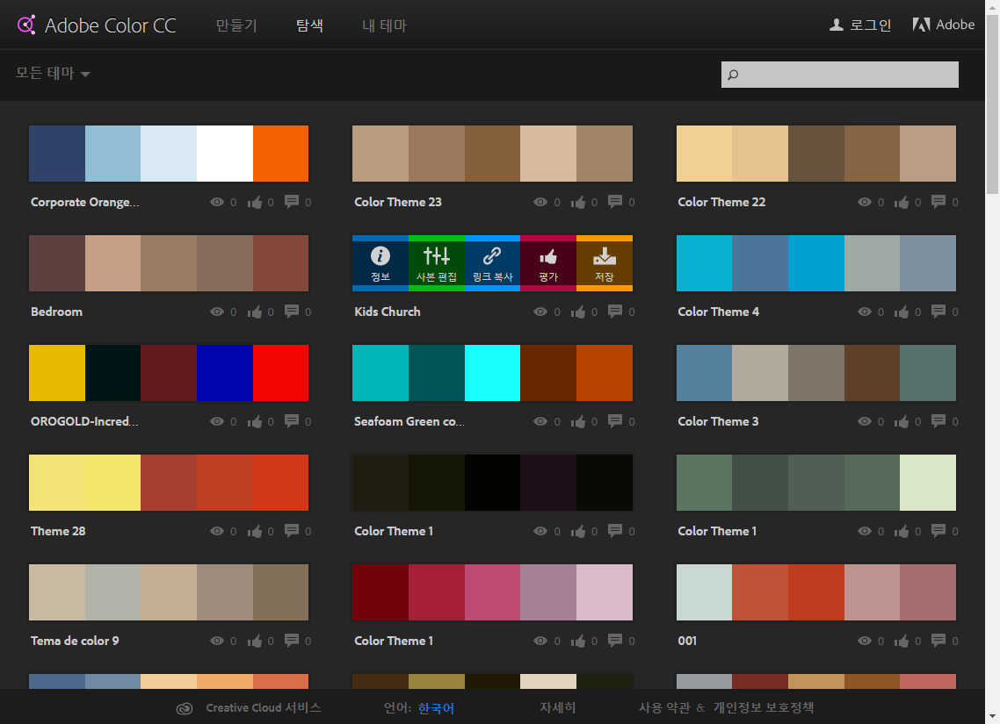 Adobe Color CC 만들기 탐색 내 테마 로그인 Adobe
모든 테마
Corporate Orange... 0 0 0
Color Theme 23 0 0 0
Color Theme 22 0 0 0
정보 사본 편집 링크 복사 평가 저장
Bedroom 0 0 0
Kids Church 0 0 0
Color Theme 4 0 0 0
OROGOLD-Incred... 0 0 0
Seafoam Green co... 0 0 0
Color Theme 3 0 0 0
Theme 28 0 0 0
Color Theme 1 0 0 0
Color Theme 1 0 0 0
Tema de color 9 0 0 0
Color Theme 1 0 0 0
001 0 0 0
Creative Cloud 서비스 언어: 한국어 자세히 사용 약관 & 개인정보 보호정책